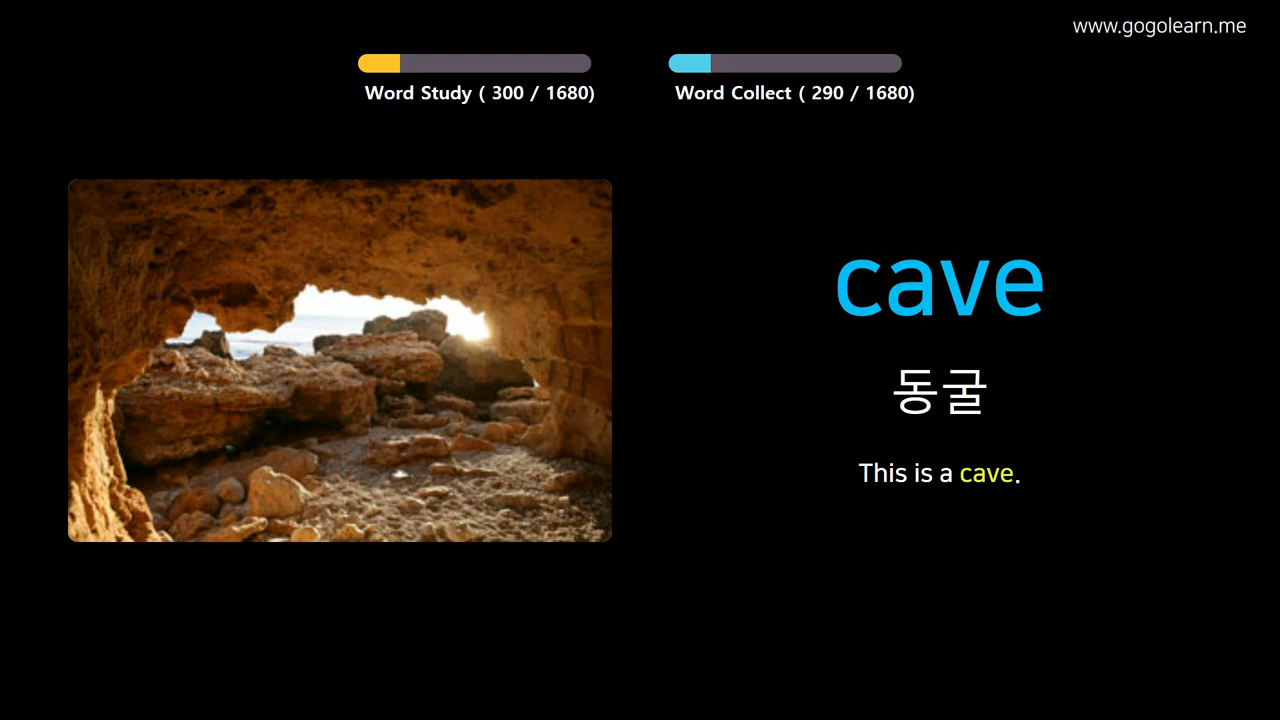 www.gogolearn.me
Word Study ( 300 / 1680)
Word Collect ( 290 / 1680)
cave
동굴
This is a cave.